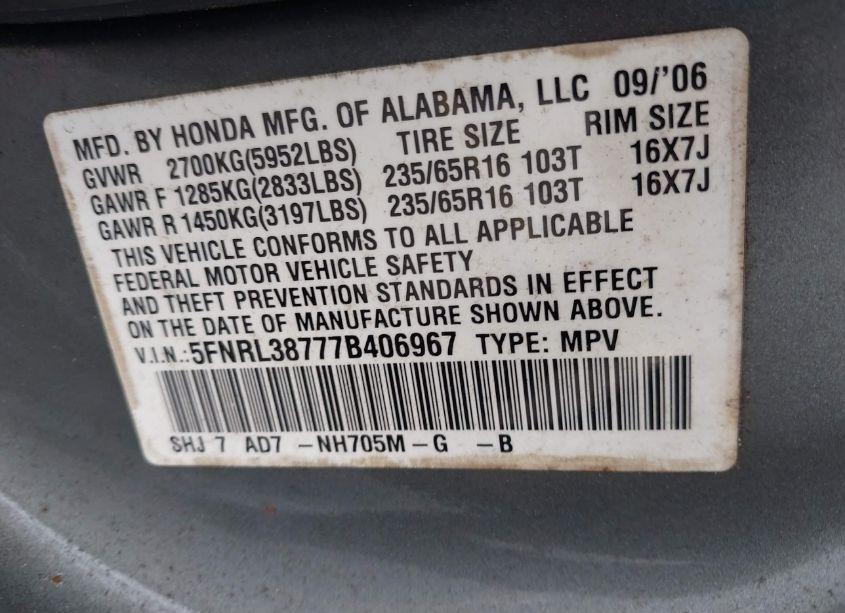 MFD. BY HONDA MFG. OF ALABAMA, LLC 09/'06
GVWR 2700KG(5952LBS) TIRE SIZE RIM SIZE
GAWR F 1285KG(2833LBS) 235/65R16 103T 16X7J
GAWR R 1450KG(3197LBS) 235/65R16 103T 16X7J
THIS VEHICLE CONFORMS TO ALL APPLICABLE
FEDERAL MOTOR VEHICLE SAFETY
AND THEFT PREVENTION STANDARDS IN EFFECT
ON THE DATE OF MANUFACTURE SHOWN ABOVE.
V.I.N.:5FNRL38777B406967 TYPE: MPV
SHJ 7 AD7 -NH705M-G -B